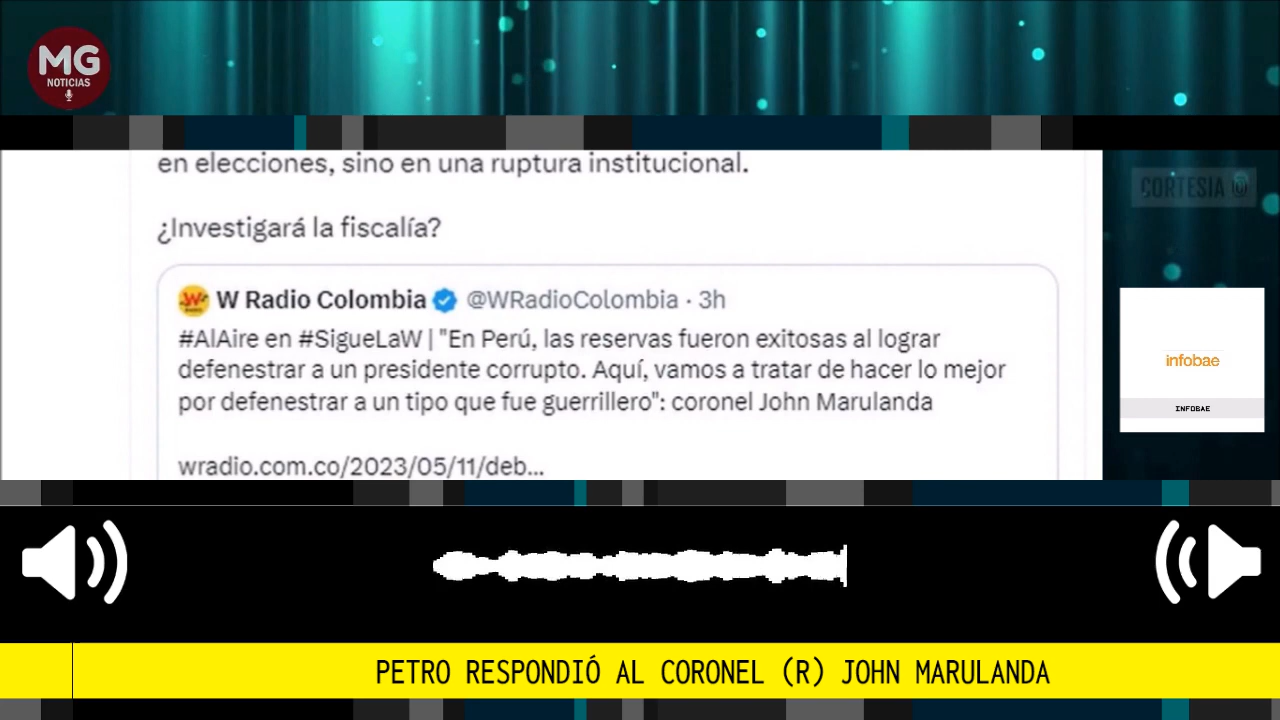 MG
NOTICIAS
en elecciones, sino en una ruptura institucional.
CORTESIA @
¿Investigará la fiscalía?
W Radio Colombia @WRadioColombia · 3h
#AlAire en #SigueLaW | "En Perú, las reservas fueron exitosas al lograr
defenestrar a un presidente corrupto. Aquí, vamos a tratar de hacer lo mejor
por defenestrar a un tipo que fue guerrillero": coronel John Marulanda
wradio.com.co/2023/05/11/deb...
infobae
INFOBAE
PETRO RESPONDIÓ AL CORONEL (R) JOHN MARULANDA